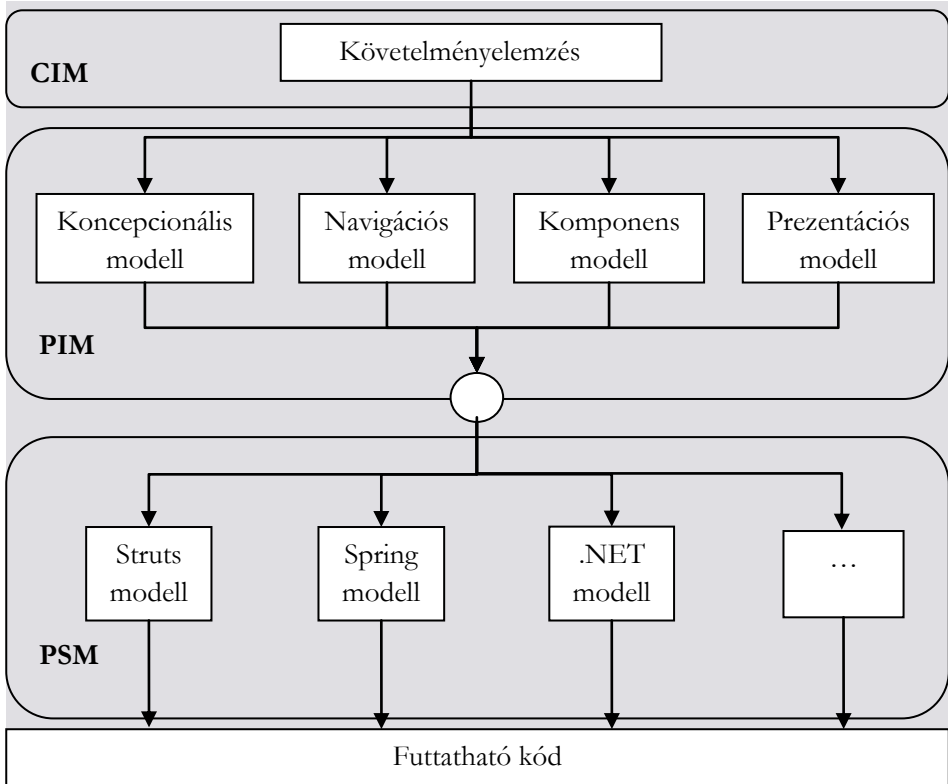 Követelményelemzés
CIM
Koncepcionális
modell
Navigációs
modell
Komponens
modell
Prezentációs
modell
PIM
Struts
modell
Spring
modell
.NET
modell
…
PSM
Futtatható kód